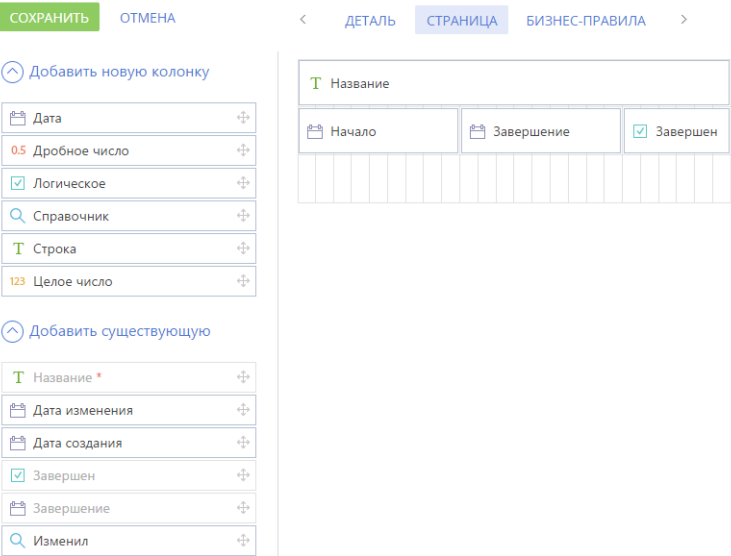 СОХРАНИТЬ ОТМЕНА ДЕТАЛЬ СТРАНИЦА БИЗНЕС-ПРАВИЛА
Добавить новую колонку
Дата
0.5 Дробное число
Логическое
Справочник
T Строка
123 Целое число
Добавить существующую
T Название *
Дата изменения
Дата создания
Завершен
Завершение
Изменил
T Название
Начало Завершение Завершен